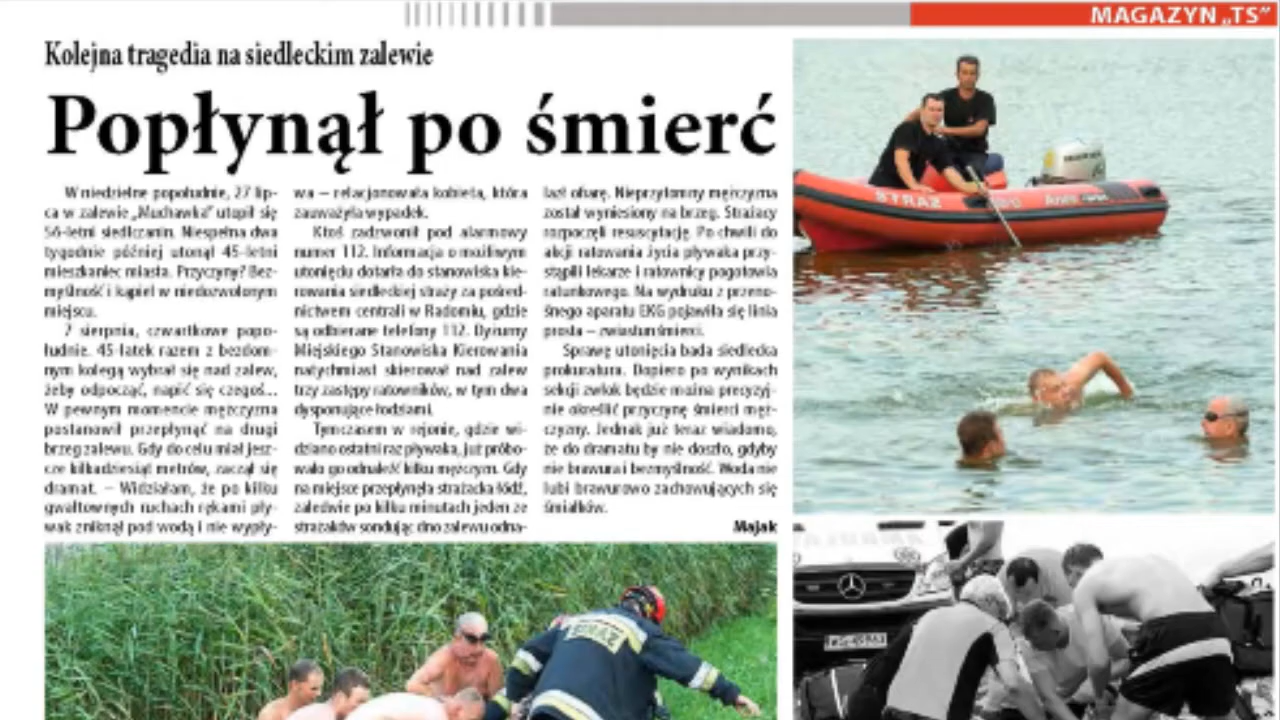 MAGAZYN „TS”
Kolejna tragedia na siedleckim zalewie
Popłynął po śmierć
W niedzielne popołudnie, 27 lip-
ca w zalewie „Muchawka” utopił się
56-letni siedlczanin. Niespełna dwa
tygodnie później utonął 45-letni
mieszkaniec miasta. Przyczyny? Bez-
myślność i kąpiel w niedozwolonym
miejscu.
7 sierpnia, czwartkowe popo-
łudnie. 45-latek razem z bezdom-
nym kolegą wybrał się nad zalew,
żeby odpocząć, napić się czegoś...
W pewnym momencie mężczyzna
postanowił przepłynąć na drugi
brzeg zalewu. Gdy do celu miał jesz-
cze kilkadziesiąt metrów, zaczął się
dramat. – Widziałam, że po kilku
gwałtownych ruchach rękami pły-
wak zniknął pod wodą i nie wypły-
wa – relacjonowała kobieta, która
zauważyła wypadek.
Ktoś zadzwonił pod alarmowy
numer 112. Informacja o możliwym
utonięciu dotarła do stanowiska kie-
rowania siedleckiej straży za pośred-
nictwem centrali w Radomiu, gdzie
są odbierane telefony 112. Dyżurny
Miejskiego Stanowiska Kierowania
natychmiast skierował nad zalew
trzy zastępy ratowników, w tym dwa
dysponujące łodziami.
Tymczasem w rejonie, gdzie wi-
dziano ostatni raz pływaka, już próbo-
wało go odnaleźć kilku mężczyzn. Gdy
na miejsce przepłynęła strażacka łódź,
zaledwie po kilku minutach jeden ze
strażaków sondując dno zalewu odna-
lazł ofiarę. Nieprzytomny mężczyzna
został wyniesiony na brzeg. Strażacy
rozpoczęli resuscytację. Po chwili do
akcji ratowania życia pływaka przy-
stąpili lekarze i ratownicy pogotowia
ratunkowego. Na wydruku z przeno-
śnego aparatu EKG pojawiła się linia
prosta – zwiastun śmierci.
Sprawę utonięcia bada siedlecka
prokuratura. Dopiero po wynikach
sekcji zwłok będzie można precyzyj-
nie określić przyczynę śmierci męż-
czyzny. Jednak już teraz wiadomo,
że do dramatu by nie doszło, gdyby
nie brawura i bezmyślność. Woda nie
lubi brawurowo zachowujących się
śmiałków.
Majak
STRAŻ
STRAŻ